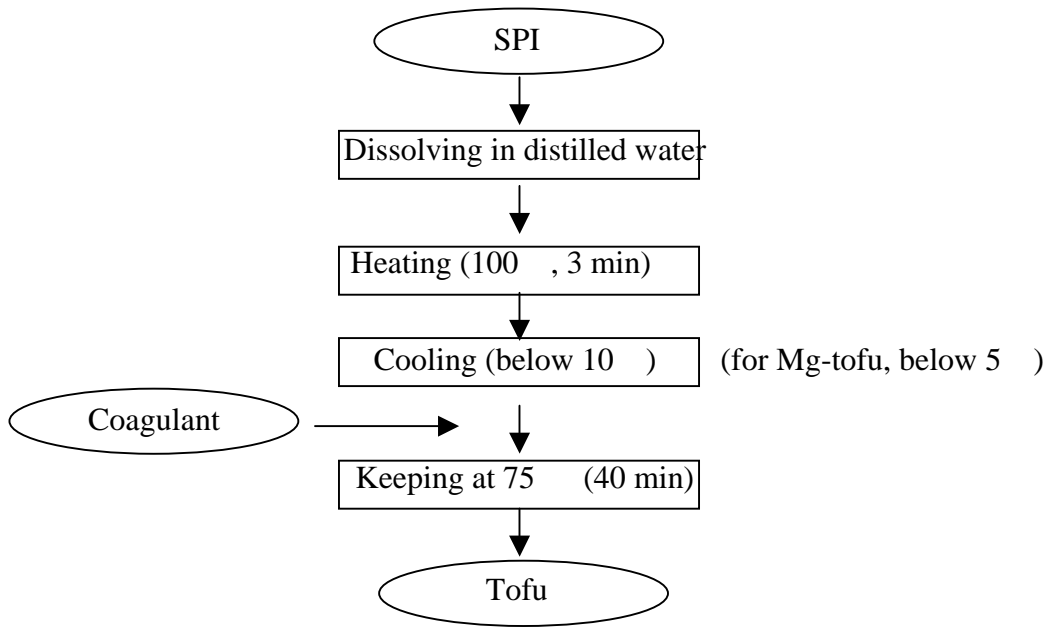 SPI
Dissolving in distilled water
Heating (100 , 3 min)
Cooling (below 10 ) (for Mg-tofu, below 5 )
Coagulant
Keeping at 75 (40 min)
Tofu